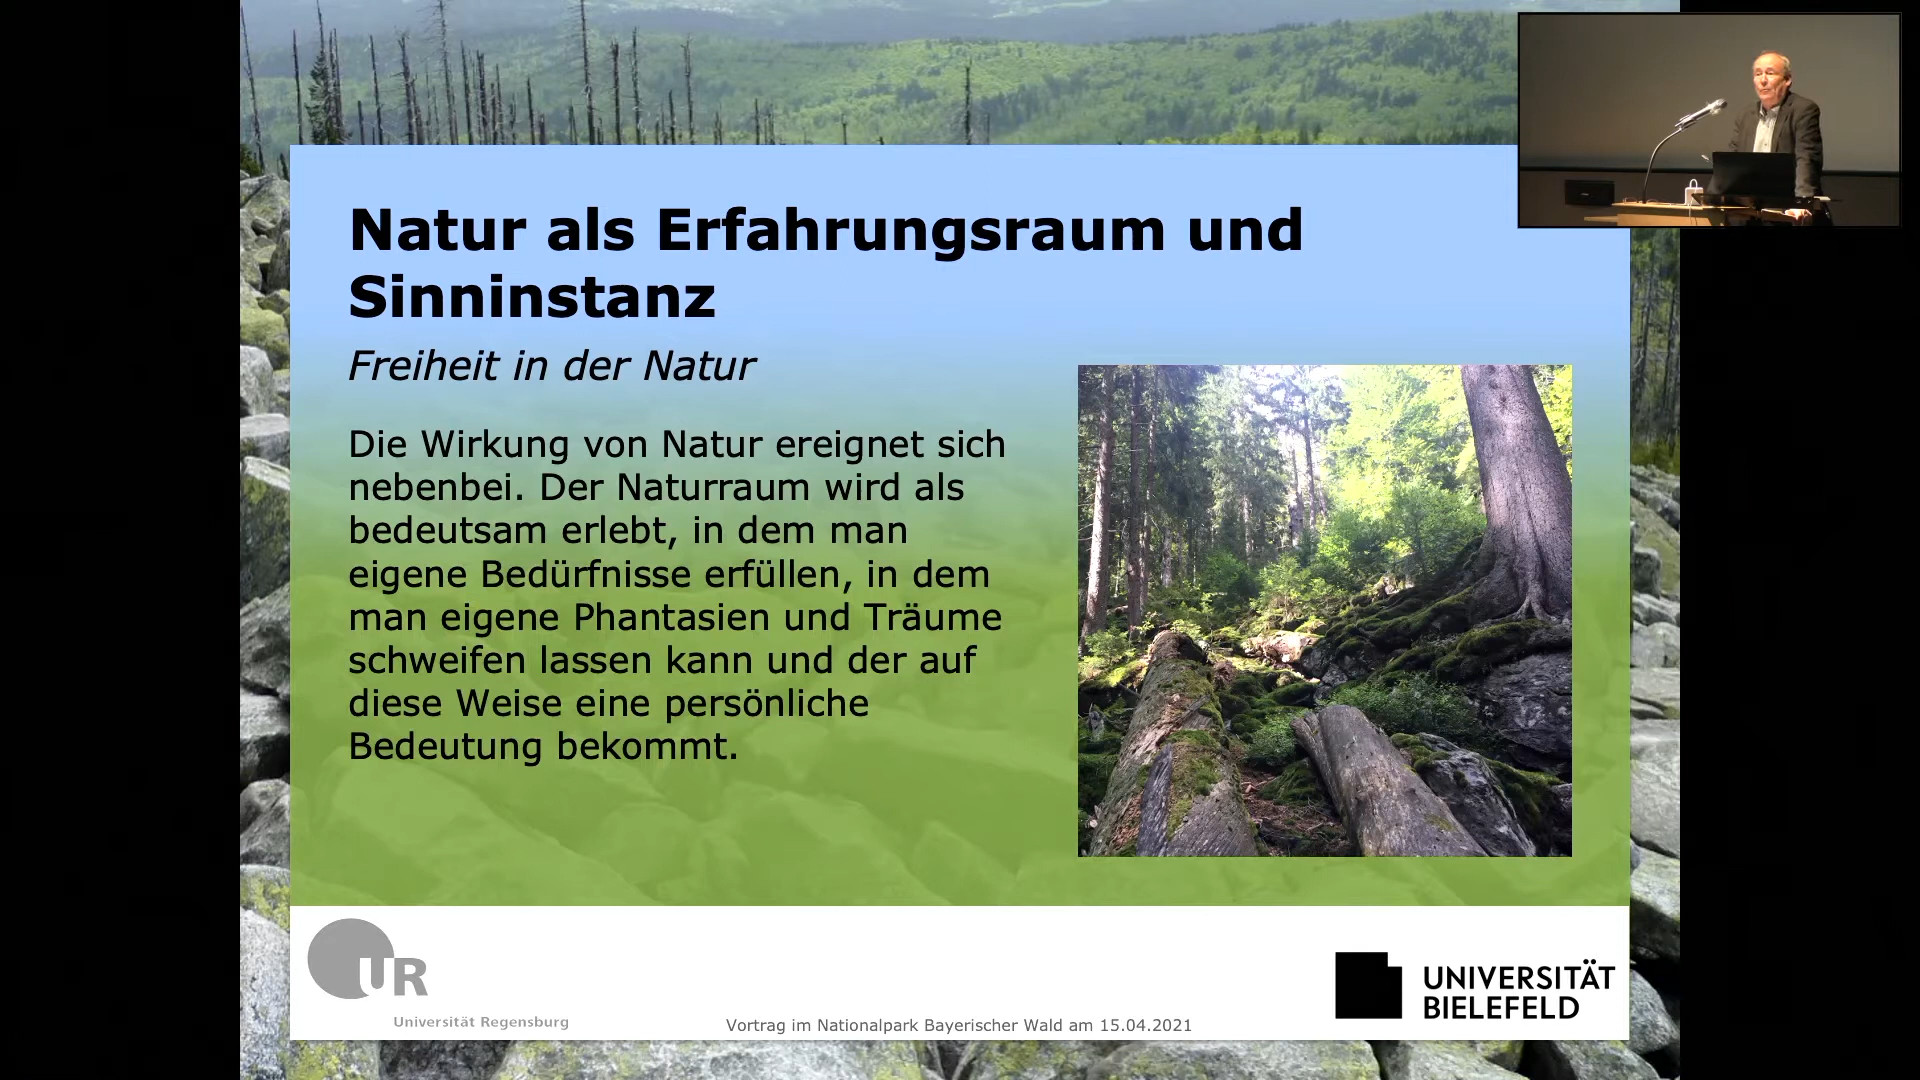 Natur als Erfahrungsraum und
Sinninstanz
Freiheit in der Natur
Die Wirkung von Natur ereignet sich
nebenbei. Der Naturraum wird als
bedeutsam erlebt, in dem man
eigene Bedürfnisse erfüllen, in dem
man eigene Phantasien und Träume
schweifen lassen kann und der auf
diese Weise eine persönliche
Bedeutung bekommt.
UR
Universität Regensburg
Vortrag im Nationalpark Bayerischer Wald am 15.04.2021
UNIVERSITÄT
BIELEFELD